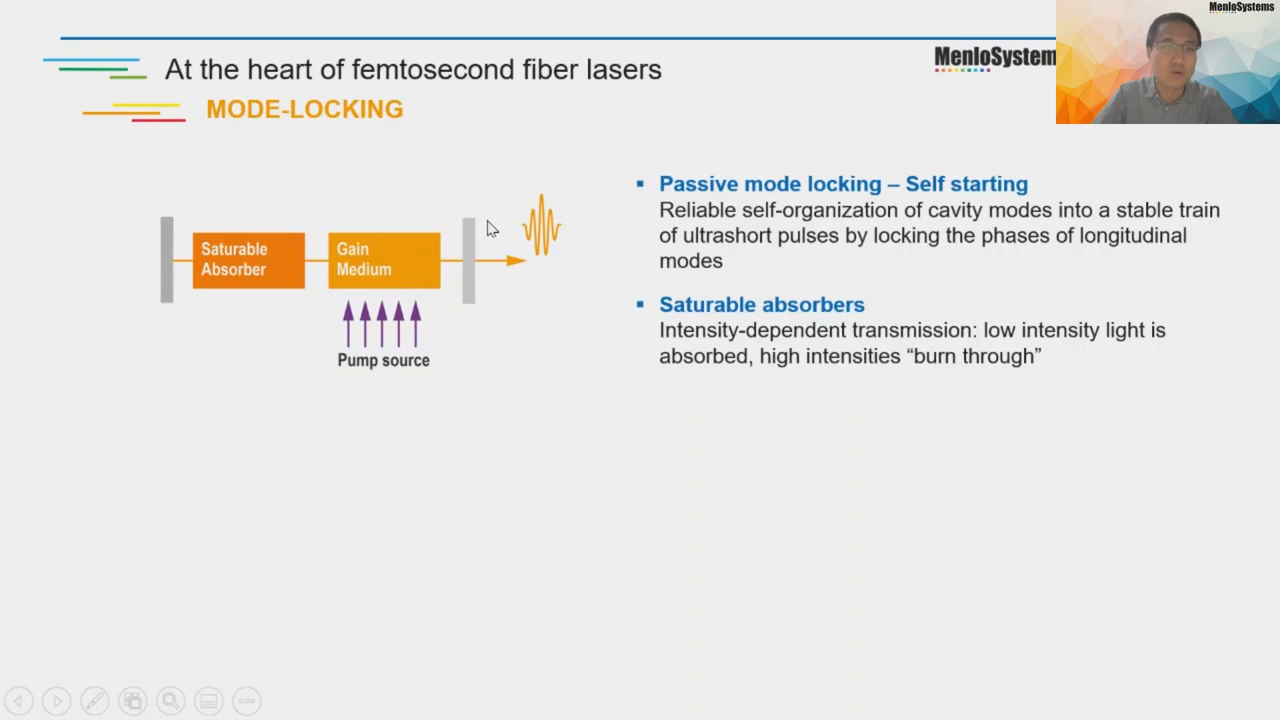 MenloSystems
At the heart of femtosecond fiber lasers
MenloSystem
MODE-LOCKING
Saturable
Absorber
Gain
Medium
Pump source
Passive mode locking – Self starting
Reliable self-organization of cavity modes into a stable train
of ultrashort pulses by locking the phases of longitudinal
modes
Saturable absorbers
Intensity-dependent transmission: low intensity light is
absorbed, high intensities “burn through”